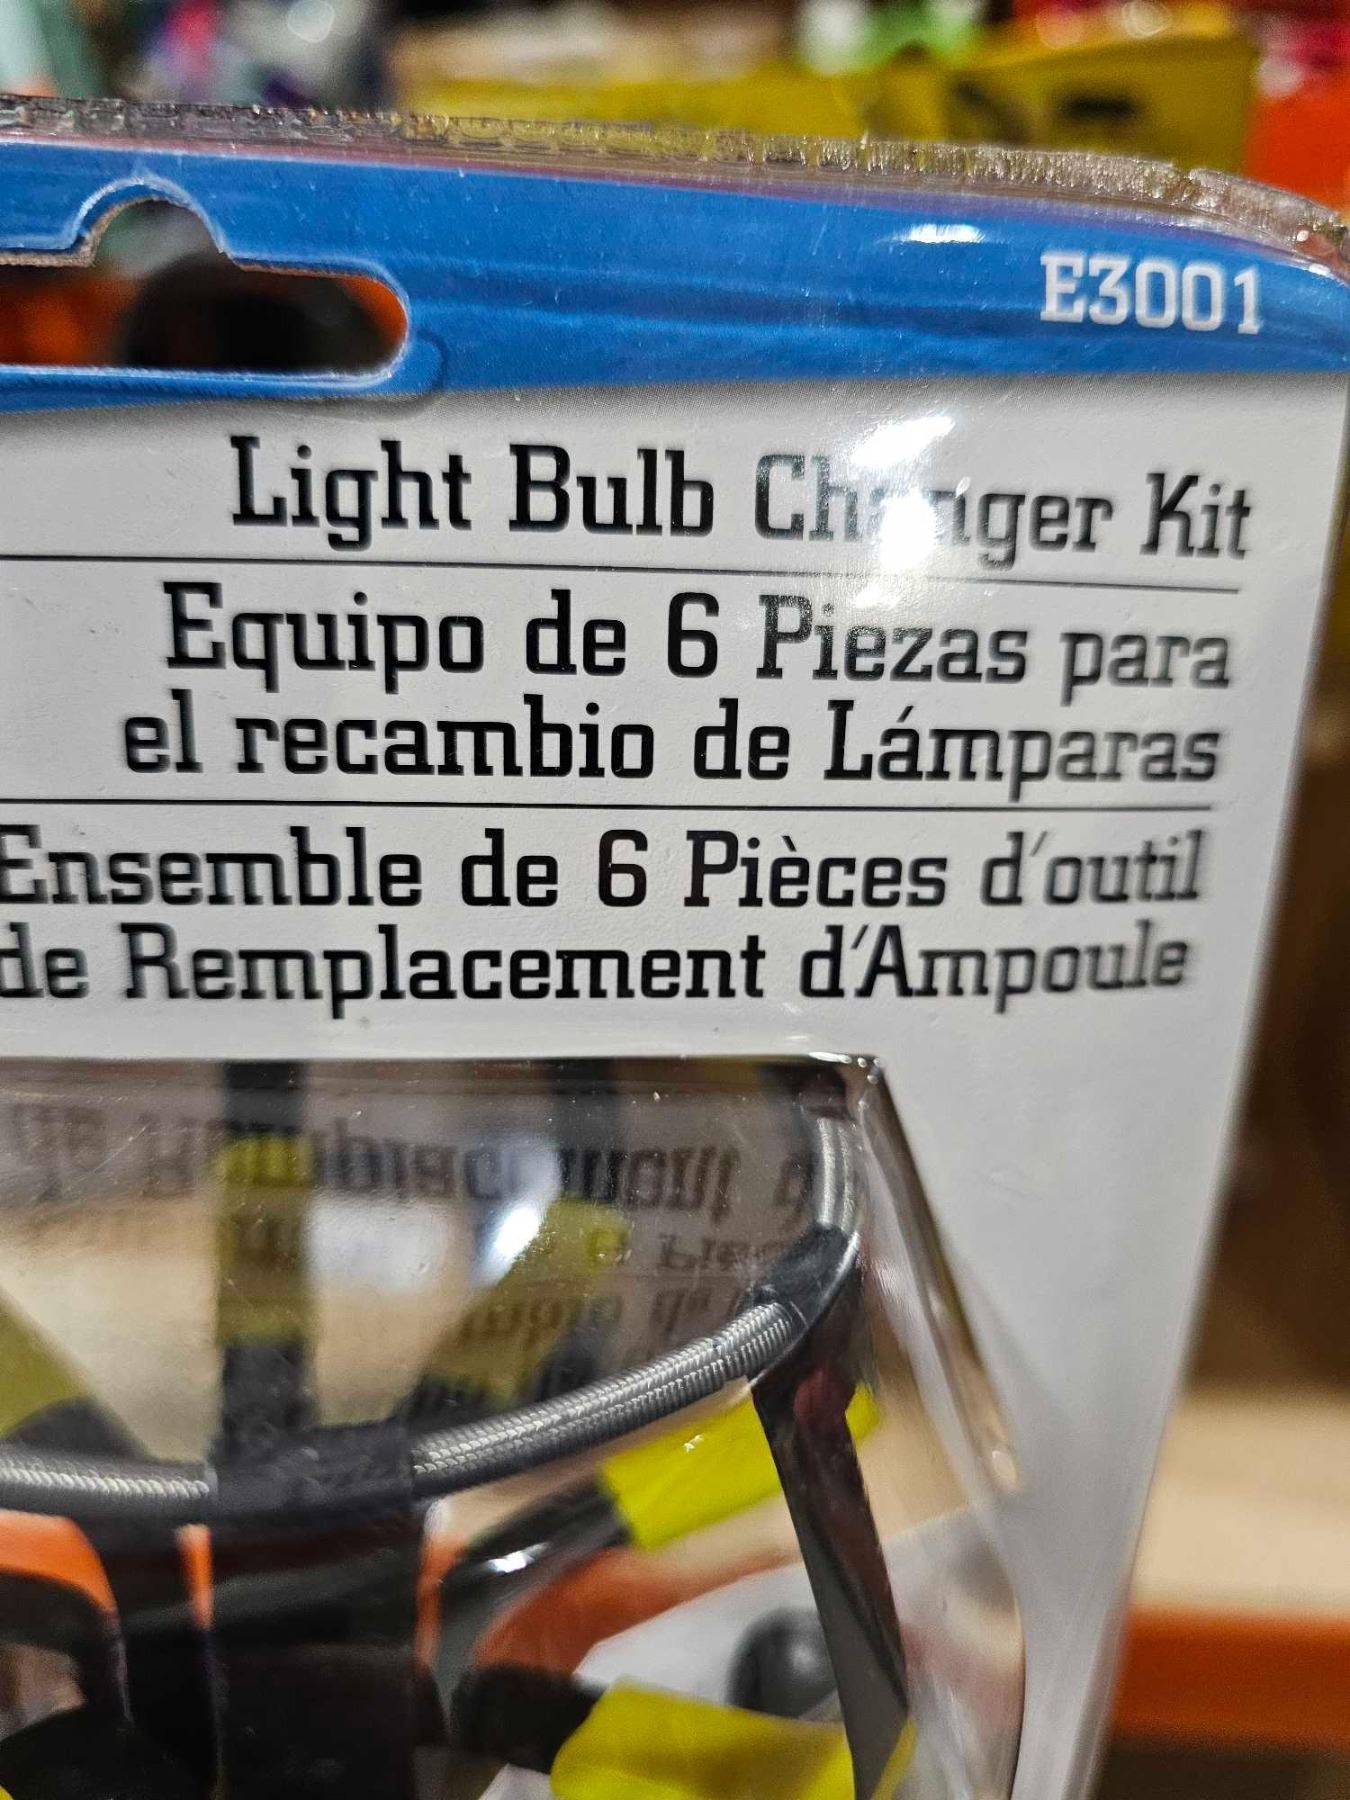 E3001
Light Bulb Changer Kit
Equipo de 6 Piezas para
el recambio de Lámparas
Ensemble de 6 Pièces d'outil
de Remplacement d'Ampoule